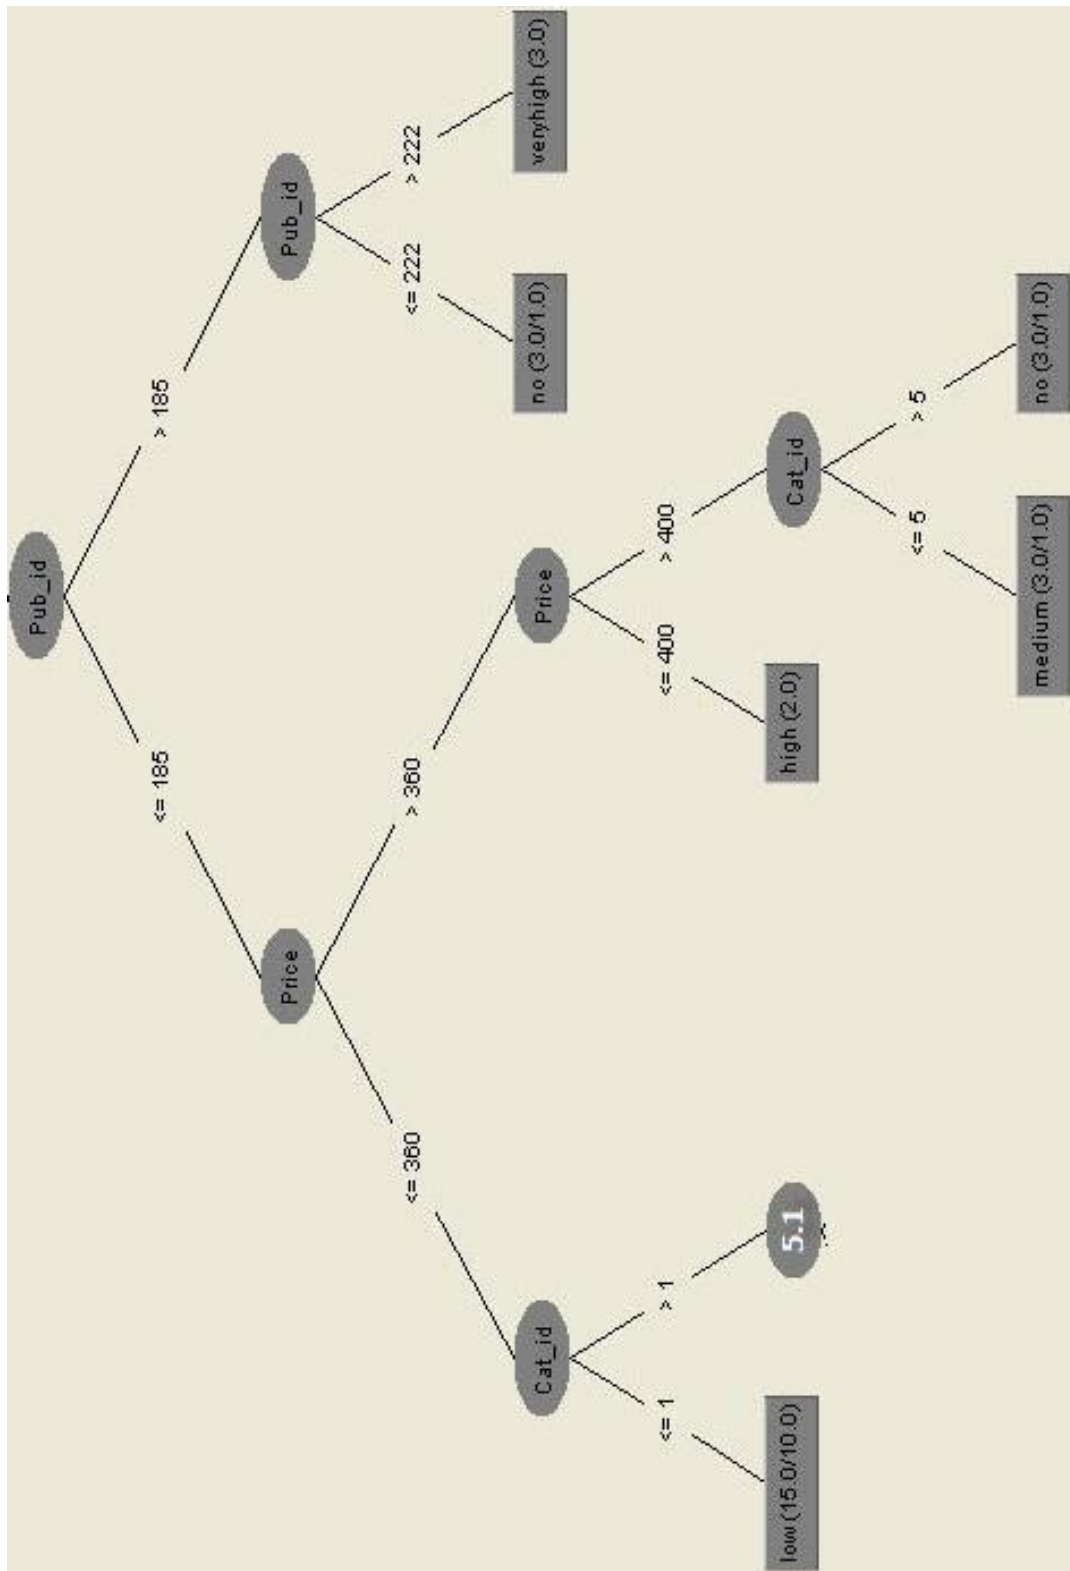 Pub_id
<= 185
> 185
Price
Pub_id
<= 360
> 360
<= 222
> 222
Cat_id
Price
no (3.0/1.0)
veryhigh (3.0)
<= 1
> 1
<= 400
> 400
low (15.0/10.0)
5.1
high (2.0)
Cat_id
<= 5
> 5
medium (3.0/1.0)
no (3.0/1.0)